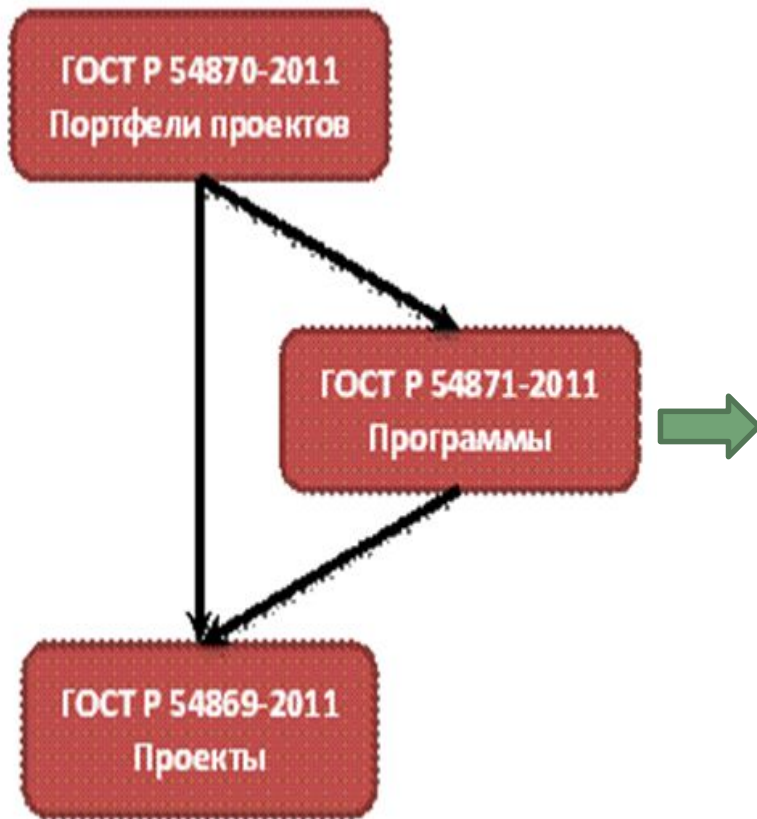 ГОСТ Р 54870-2011
Портфели проектов
ГОСТ Р 54871-2011
Программы
ГОСТ Р 54869-2011
Проекты